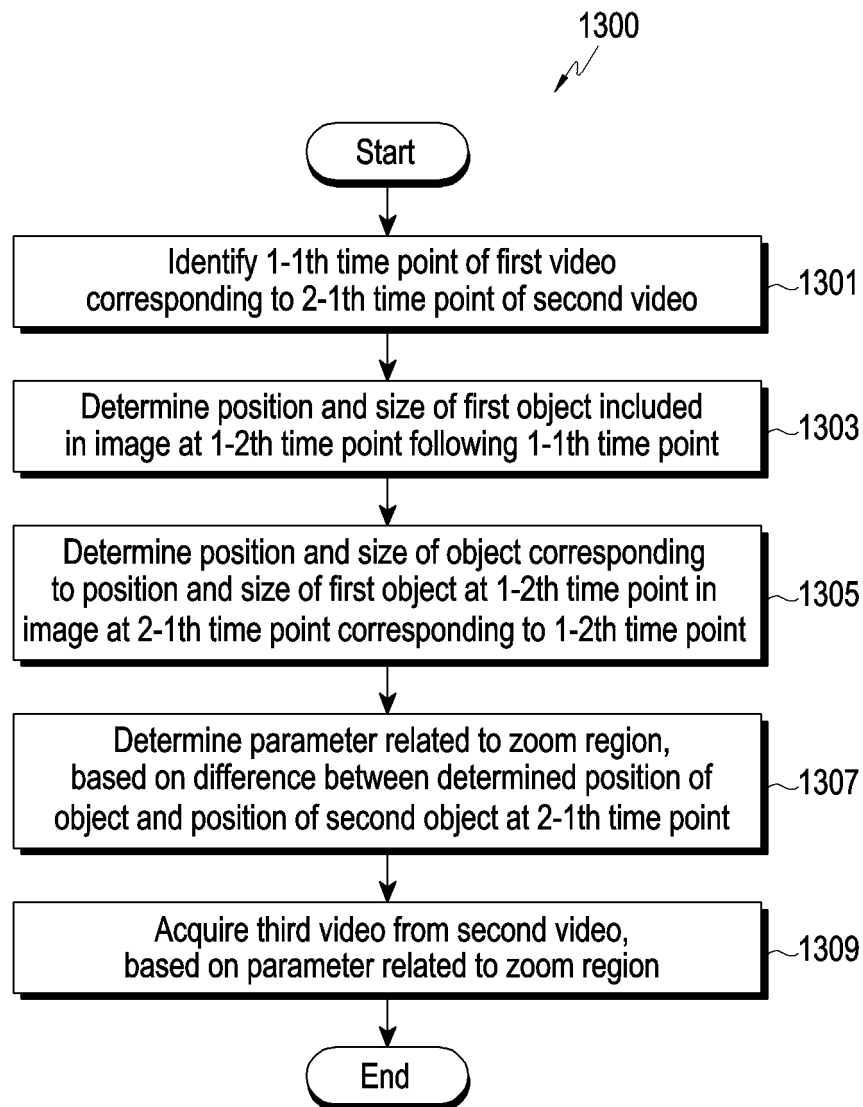 1300
Start
Identify 1-1th time point of first video
corresponding to 2-1th time point of second video
1301
Determine position and size of first object included
in image at 1-2th time point following 1-1th time point
1303
Determine position and size of object corresponding
to position and size of first object at 1-2th time point in
image at 2-1th time point corresponding to 1-2th time point
1305
Determine parameter related to zoom region,
based on difference between determined position of
object and position of second object at 2-1th time point
1307
Acquire third video from second video,
based on parameter related to zoom region
1309
End